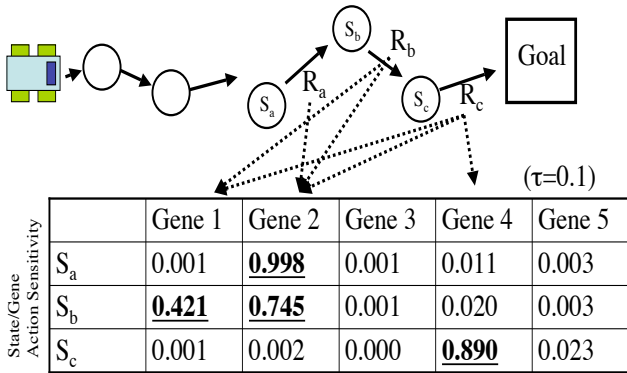 S_b
R_b
Goal
S_a
R_a
S_c
R_c
(τ=0.1)
State/Gene
Action Sensitivity
Gene 1 Gene 2 Gene 3 Gene 4 Gene 5
S_a 0.001 0.998 0.001 0.011 0.003
S_b 0.421 0.745 0.001 0.020 0.003
S_c 0.001 0.002 0.000 0.890 0.023